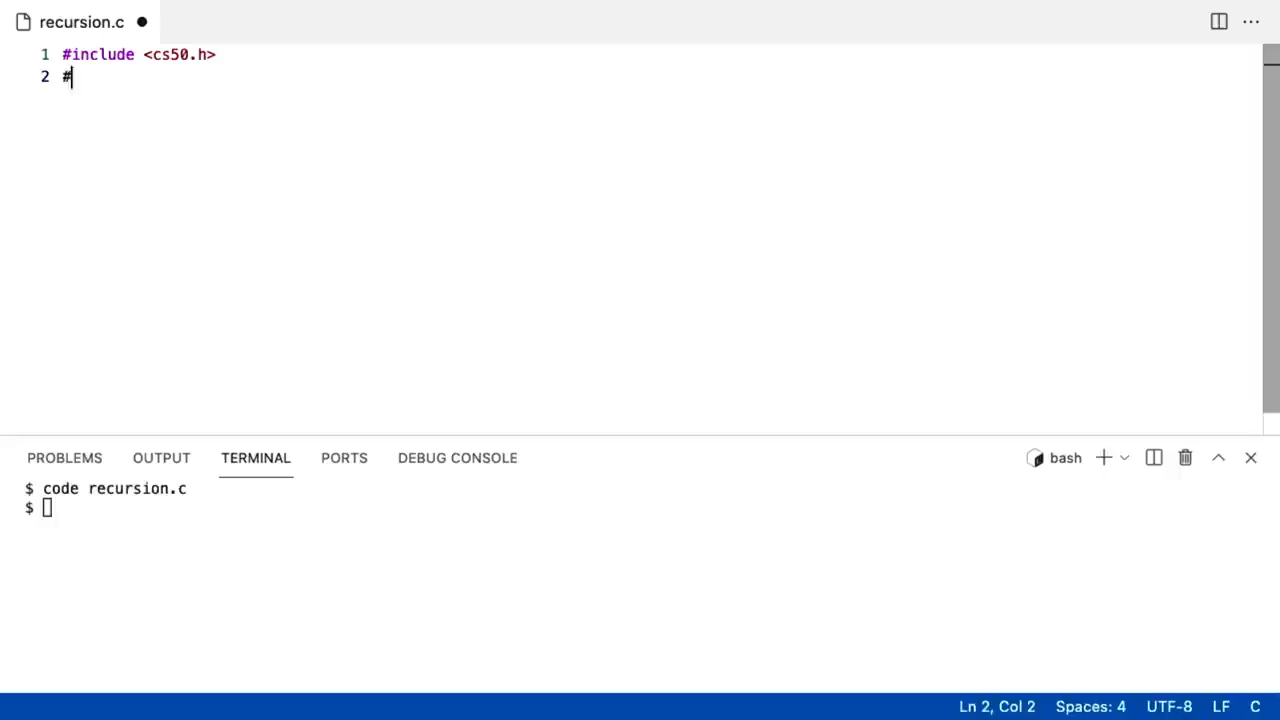 recursion.c
1 #include <cs50.h>
2 #
PROBLEMS OUTPUT TERMINAL PORTS DEBUG CONSOLE bash
$ code recursion.c
$
Ln 2, Col 2 Spaces: 4 UTF-8 LF C